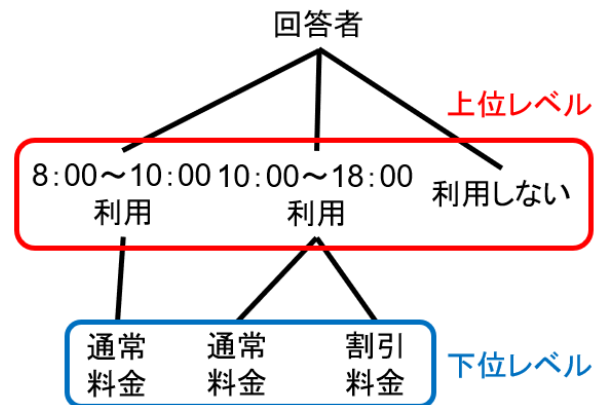 回答者
上位レベル
8:00～10:00 10:00～18:00 利用しない
利用 利用
通常 通常 割引
料金 料金 料金
下位レベル